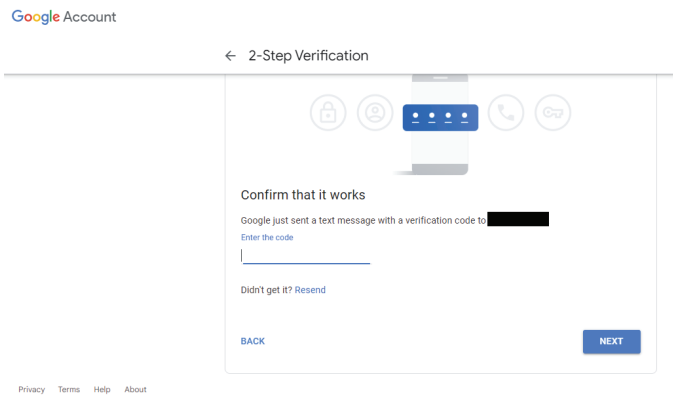 Google Account
2-Step Verification
Confirm that it works
Google just sent a text message with a verification code to
Enter the code
Didn't get it? Resend
BACK
NEXT
Privacy Terms Help About